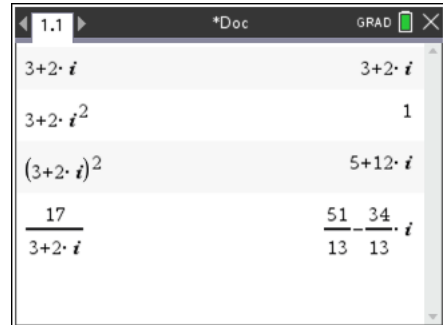 1.1 *Doc GRAD
3+2·i 3+2·i
3+2·i² 1
(3+2·i)² 5+12·i
17/(3+2·i) 51/13−34/13·i